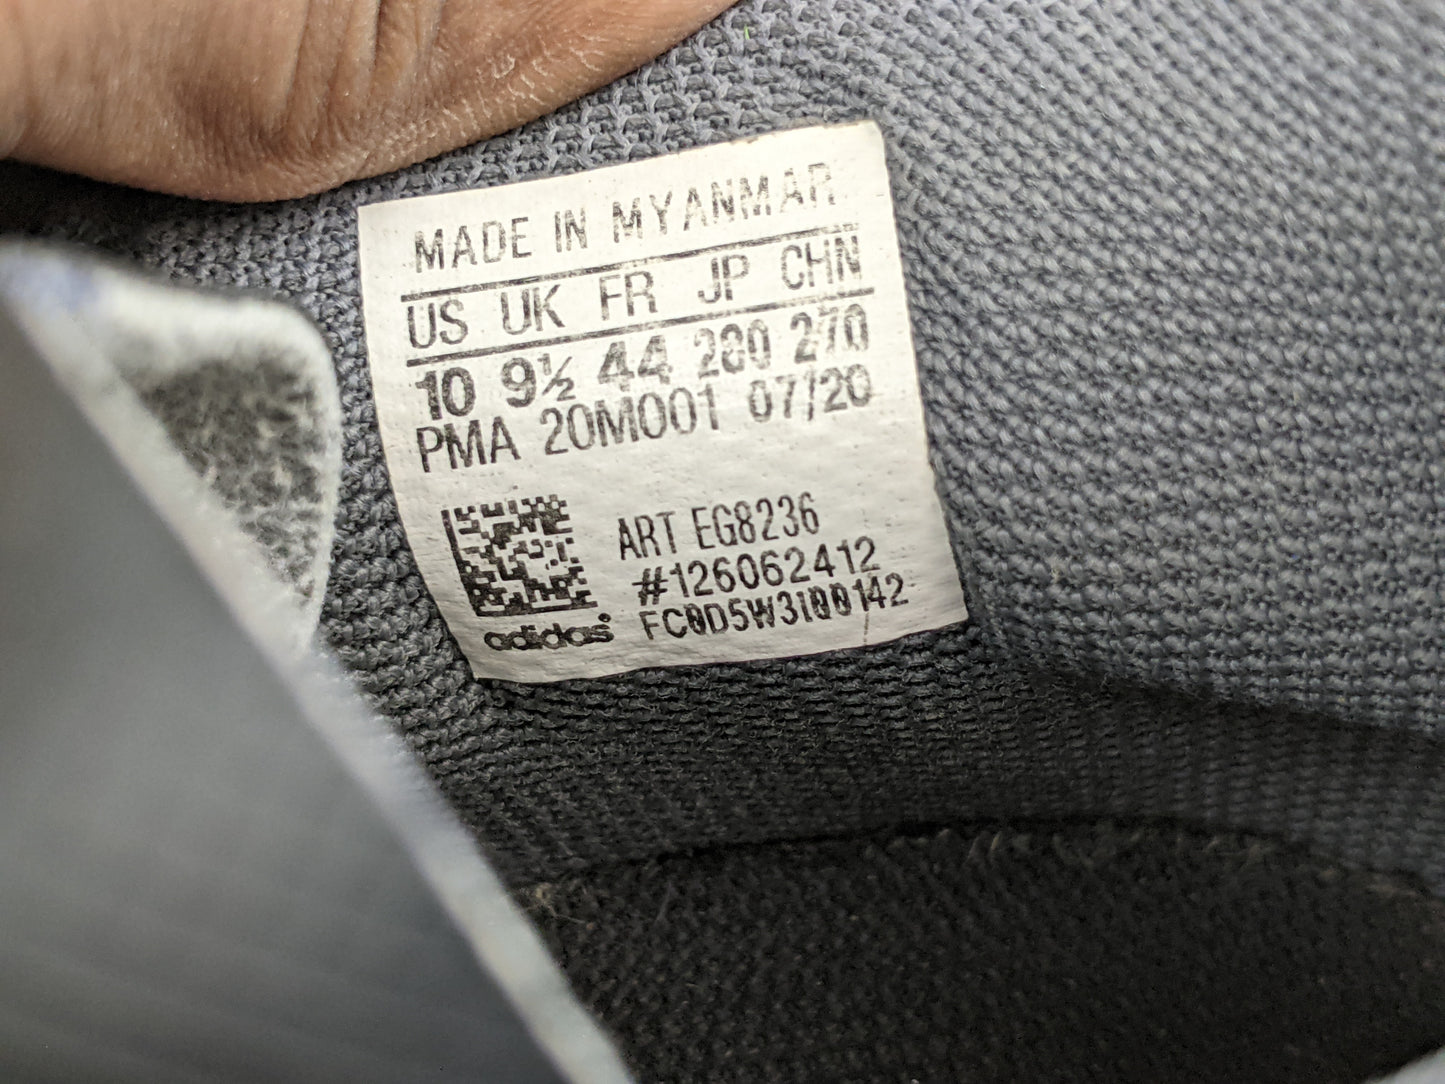 MADE IN MYANMAR
US UK FR JP CHN
10 9½ 44 280 270
PMA 20M001 07/20
ART EG8236
#126062412
FC0D5W3I00142
adidas